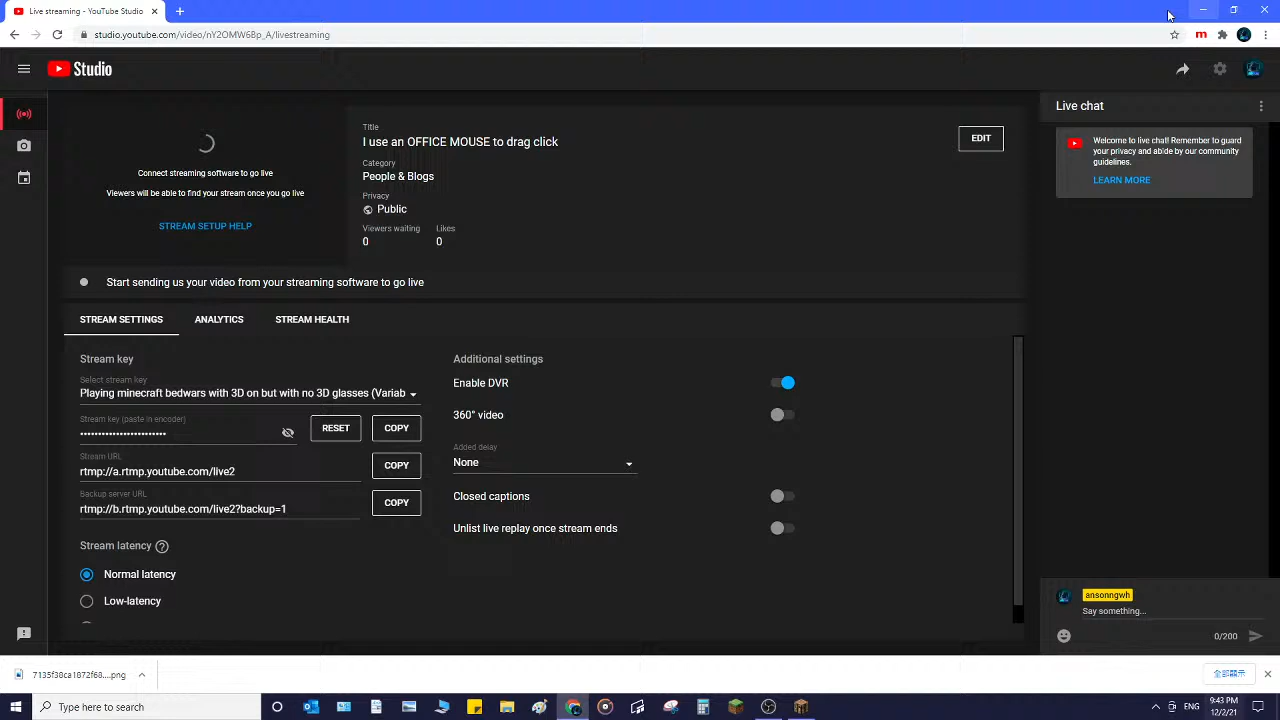 Live streaming - YouTube Studio
studio.youtube.com/video/nY2OMW6Bp_A/livestreaming
Studio
Connect streaming software to go live
Viewers will be able to find your stream once you go live
STREAM SETUP HELP
Title
I use an OFFICE MOUSE to drag click
EDIT
Category
People & Blogs
Privacy
Public
Viewers waiting
Likes
0
0
Start sending us your video from your streaming software to go live
STREAM SETTINGS
ANALYTICS
STREAM HEALTH
Stream key
Select stream key
Playing minecraft bedwars with 3D on but with no 3D glasses (Variab
Stream key (paste in encoder)
••••••••••••••••••••••••
RESET
COPY
Stream URL
rtmp://a.rtmp.youtube.com/live2
COPY
Backup server URL
rtmp://b.rtmp.youtube.com/live2?backup=1
COPY
Stream latency
Normal latency
Low-latency
Additional settings
Enable DVR
360° video
Added delay
None
Closed captions
Unlist live replay once stream ends
Live chat
Welcome to live chat! Remember to guard
your privacy and abide by our community
guidelines.
LEARN MORE
ansonngwh
Say something...
0/200
7135f38ca1872f68....png
全部顯示
Type here to search
ENG
9:43 PM
12/2/21